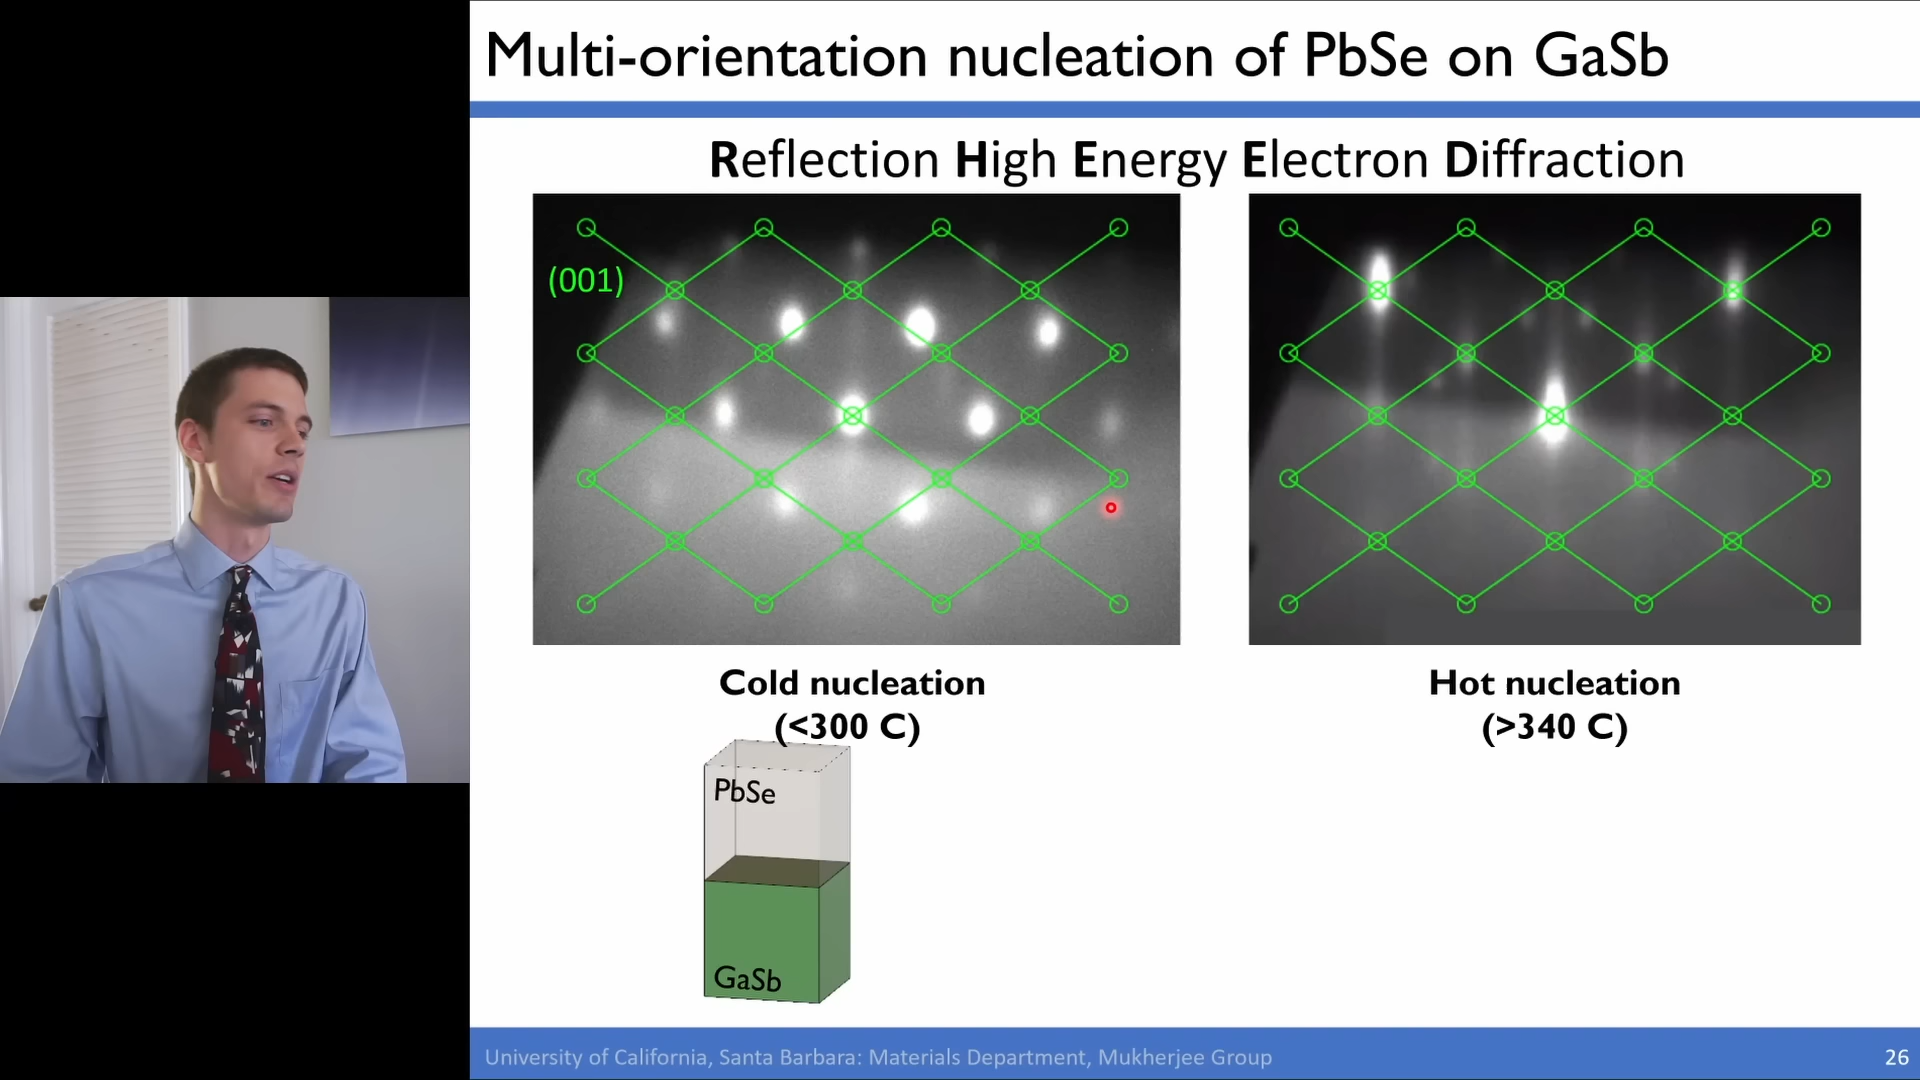 Multi-orientation nucleation of PbSe on GaSb
Reflection High Energy Electron Diffraction
(001)
Cold nucleation
(<300 C)
Hot nucleation
(>340 C)
PbSe
GaSb
University of California, Santa Barbara: Materials Department, Mukherjee Group
26